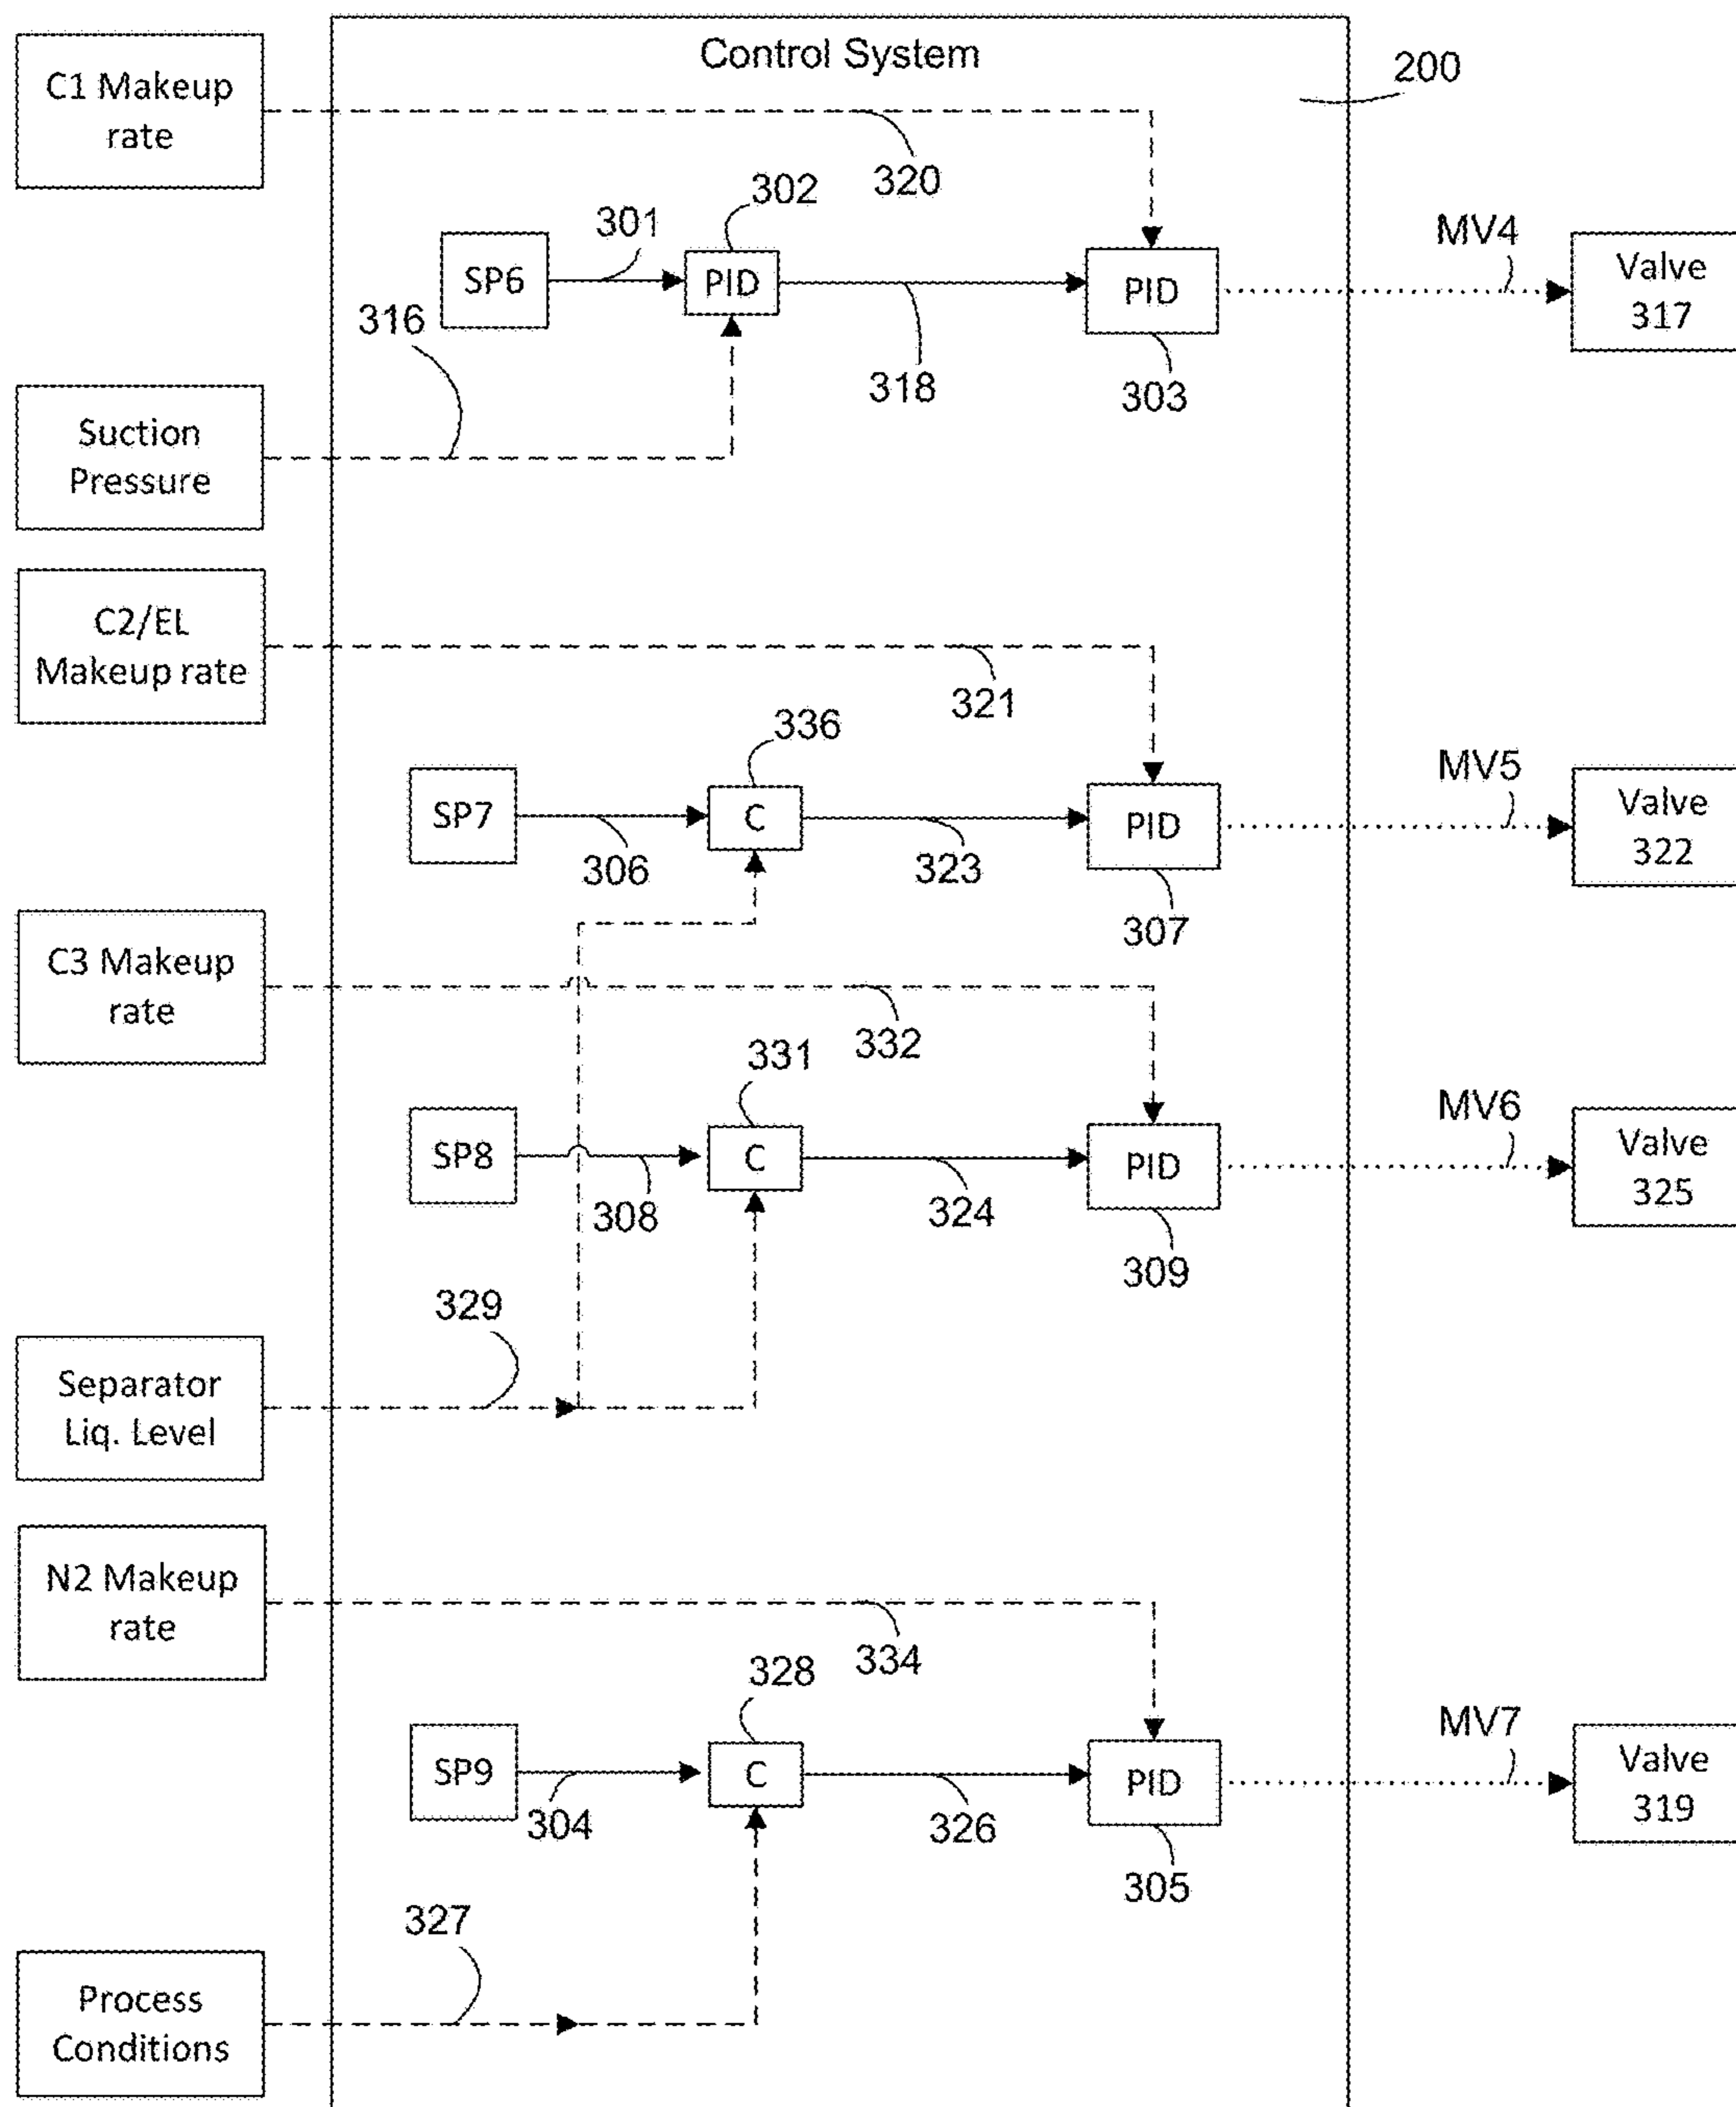 Control System
200
C1 Makeup
rate
320
302
301
SP6
PID
PID
MV4
Valve
317
316
318
303
Suction
Pressure
C2/EL
Makeup rate
321
336
SP7
C
PID
MV5
Valve
322
306
323
307
C3 Makeup
rate
332
331
SP8
C
PID
MV6
Valve
325
308
324
309
329
Separator
Liq. Level
N2 Makeup
rate
334
328
SP9
C
PID
MV7
Valve
319
304
326
305
327
Process
Conditions